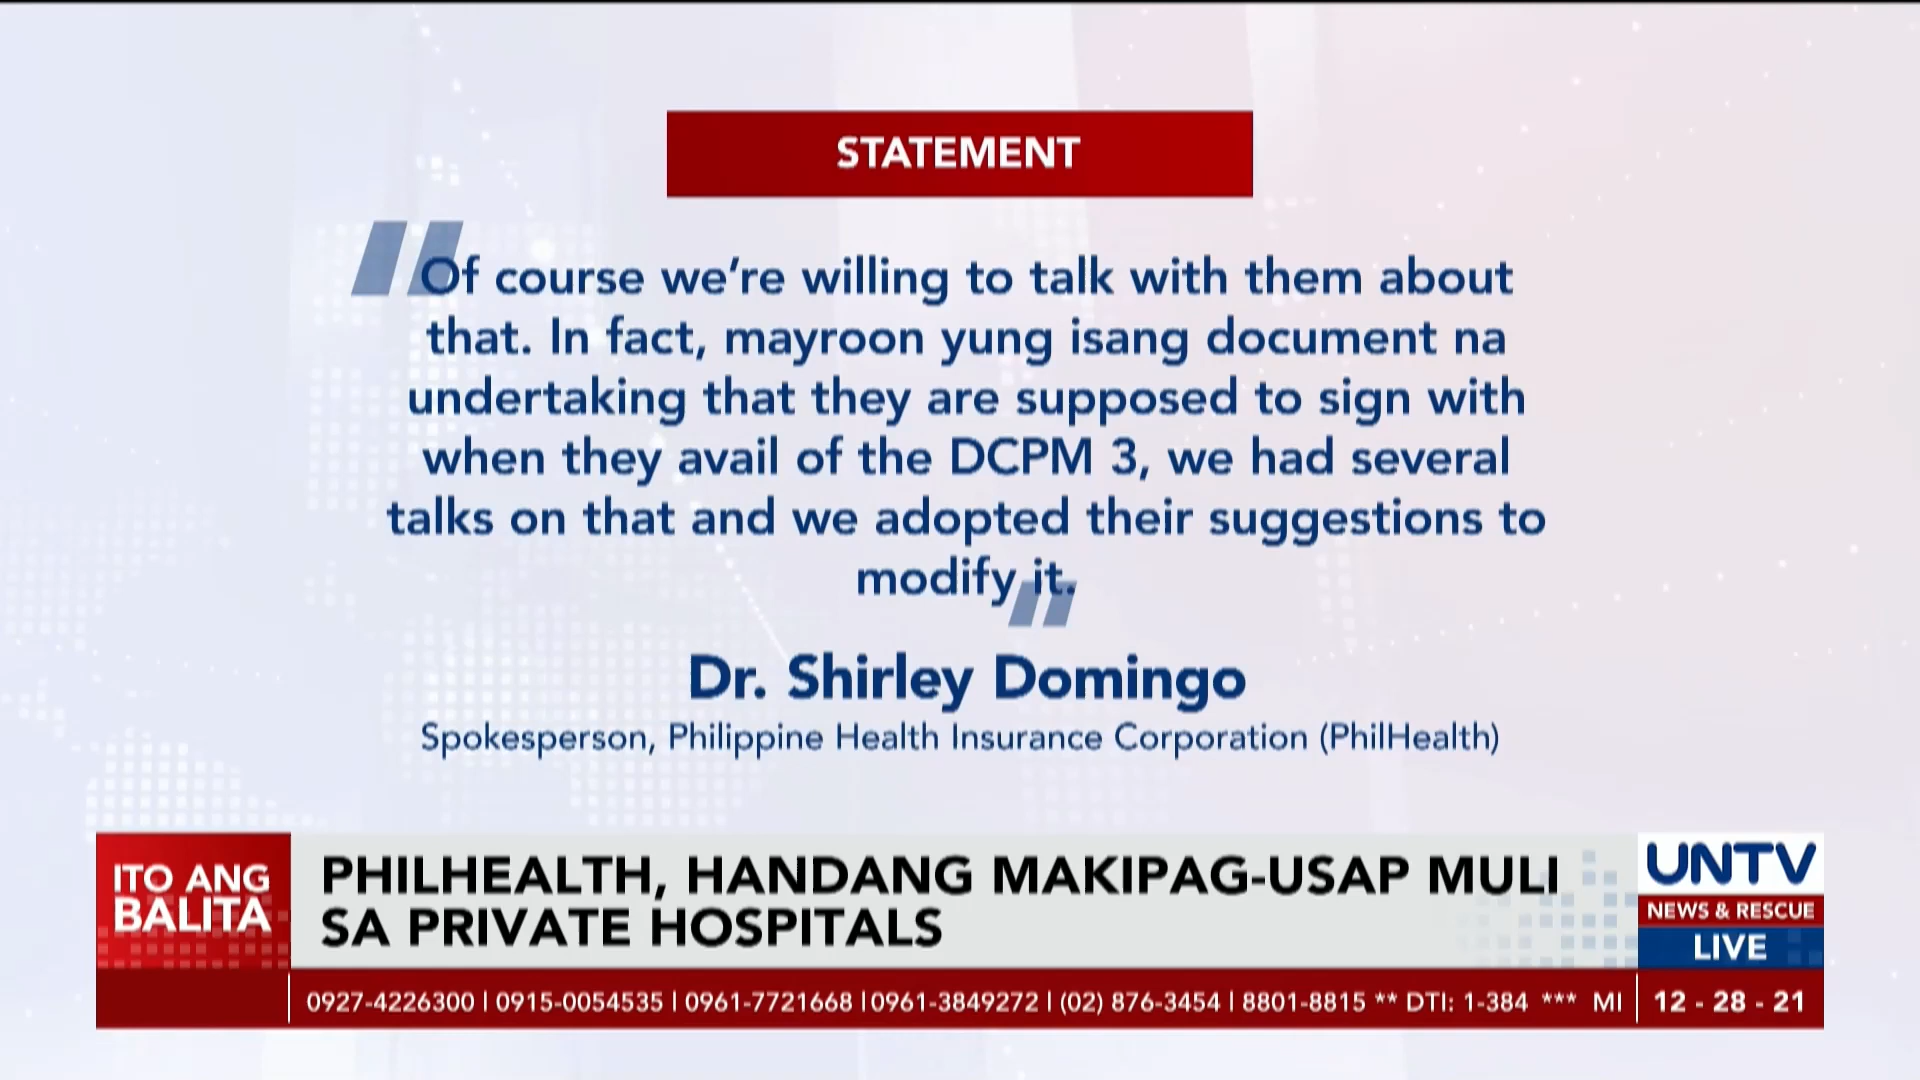 STATEMENT
Of course we're willing to talk with them about
that. In fact, mayroon yung isang document na
undertaking that they are supposed to sign with
when they avail of the DCPM 3, we had several
talks on that and we adopted their suggestions to
modify it.
Dr. Shirley Domingo
Spokesperson, Philippine Health Insurance Corporation (PhilHealth)
ITO ANG
BALITA
PHILHEALTH, HANDANG MAKIPAG-USAP MULI
SA PRIVATE HOSPITALS
UNTV
NEWS & RESCUE
LIVE
0927-4226300 | 0915-0054535 | 0961-7721668 | 0961-3849272 | (02) 876-3454 | 8801-8815 ** DTI: 1-384 *** MI
12 - 28 - 21